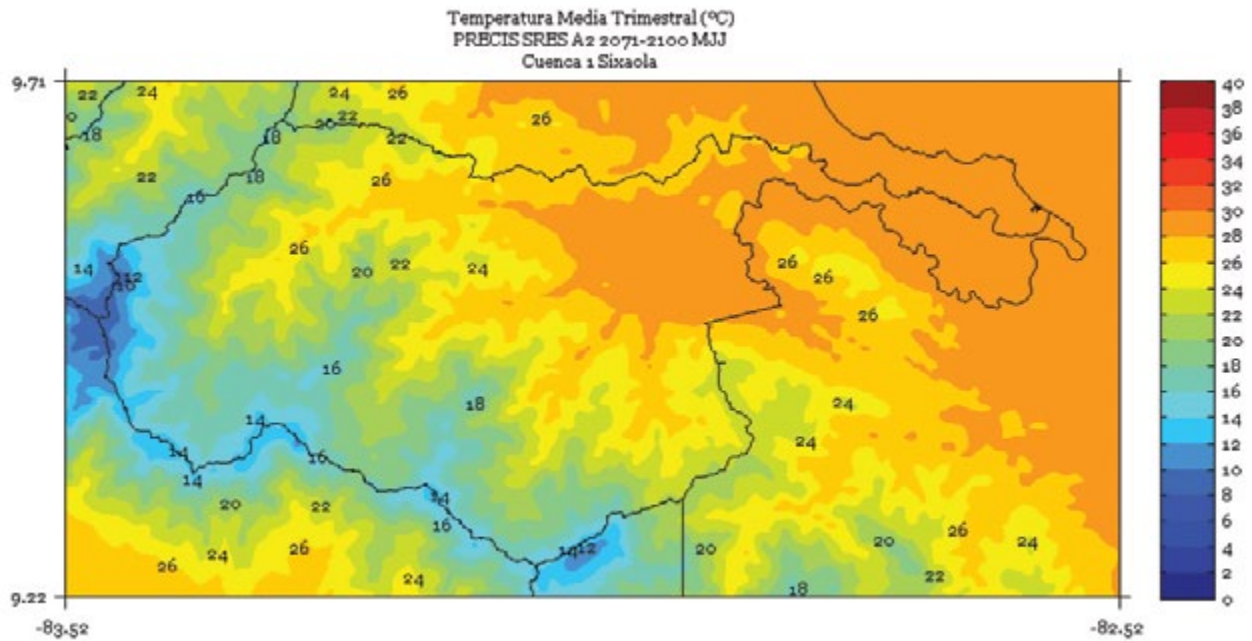 Temperatura Media Trimestral (ºC)
PRECIS SRES A2 2071-2100 MJJ
Cuenca 1 Sixaola
9.71
22 24 24 26 40
0 18 20 22 26 38
18 22 36
22 18 26 34
16 32
30
26 28
14 12 20 22 24 26 26 26
10 24
26 22
20
16 18
18 24 16
14 24 14
14 16 12
14 20 22 14 10
16 26 8
26 24 26 14 12 20 20 24 6
24 18 22 4
2
9.22 0
-83.52 -82.52